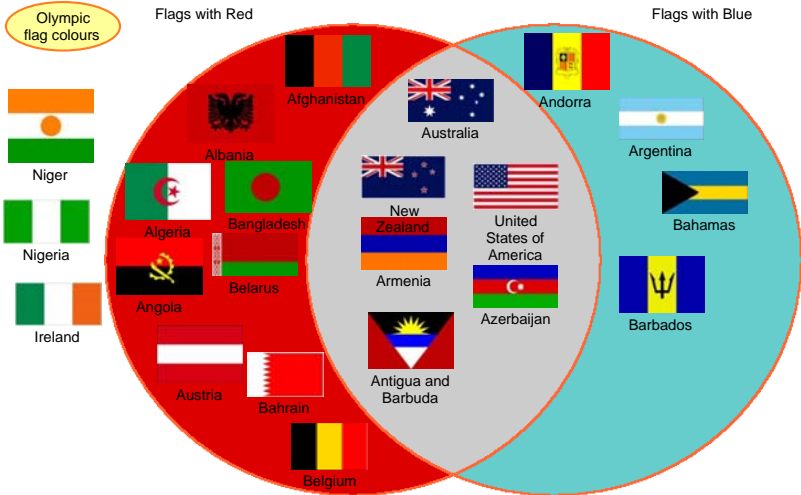 Olympic
flag colours
Flags with Red
Flags with Blue
Niger
Nigeria
Ireland
Afghanistan
Albania
Algeria
Bangladesh
Angola
Belarus
Austria
Bahrain
Belgium
Australia
New
Zealand
United
States of
America
Armenia
Azerbaijan
Antigua and
Barbuda
Andorra
Argentina
Bahamas
Barbados